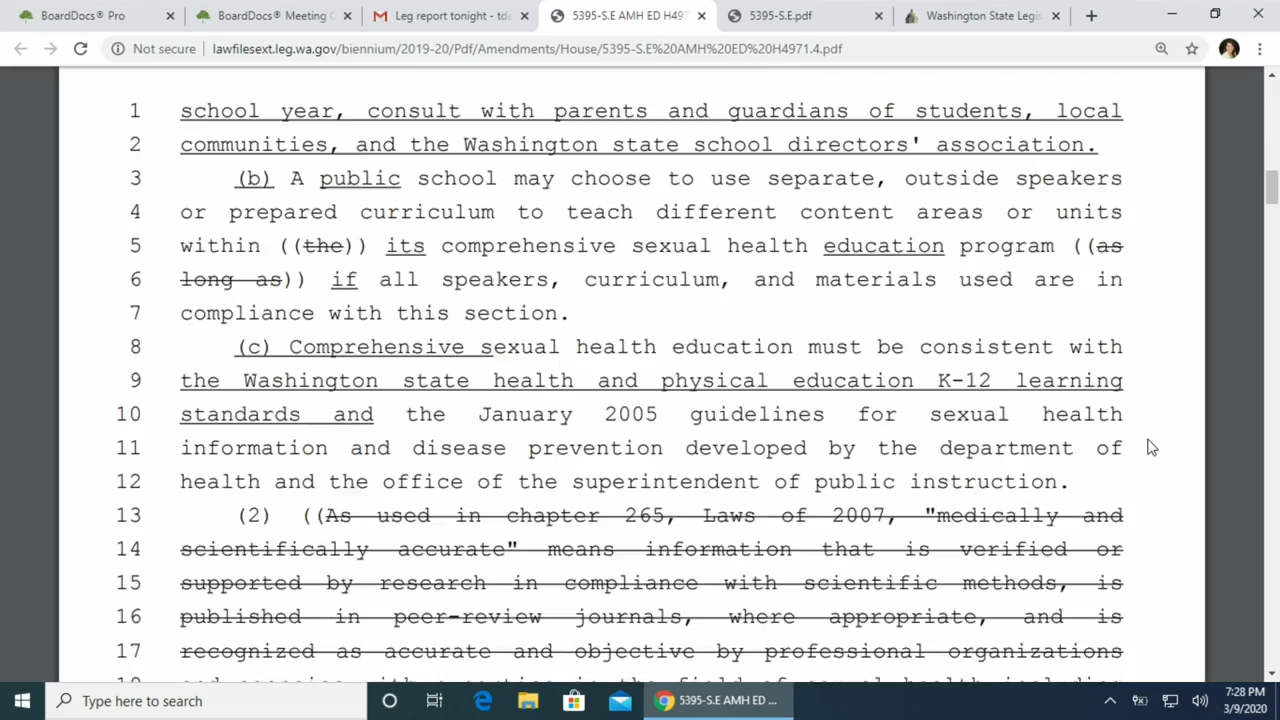 BoardDocs® Pro
BoardDocs® Meeting
Leg report tonight - tde
5395-S.E AMH ED H497
5395-S.E.pdf
Washington State Legis
Not secure
lawfilesext.leg.wa.gov/biennium/2019-20/Pdf/Amendments/House/5395-S.E%20AMH%20ED%20H4971.4.pdf
1 school year, consult with parents and guardians of students, local
2 communities, and the Washington state school directors' association.
3 (b) A public school may choose to use separate, outside speakers
4 or prepared curriculum to teach different content areas or units
5 within ((the)) its comprehensive sexual health education program ((as
6 long as)) if all speakers, curriculum, and materials used are in
7 compliance with this section.
8 (c) Comprehensive sexual health education must be consistent with
9 the Washington state health and physical education K-12 learning
10 standards and the January 2005 guidelines for sexual health
11 information and disease prevention developed by the department of
12 health and the office of the superintendent of public instruction.
13 (2) ((As used in chapter 265, Laws of 2007, "medically and
14 scientifically accurate" means information that is verified or
15 supported by research in compliance with scientific methods, is
16 published in peer-review journals, where appropriate, and is
17 recognized as accurate and objective by professional organizations
Type here to search
5395-S.E AMH ED ...
7:28 PM
3/9/2020